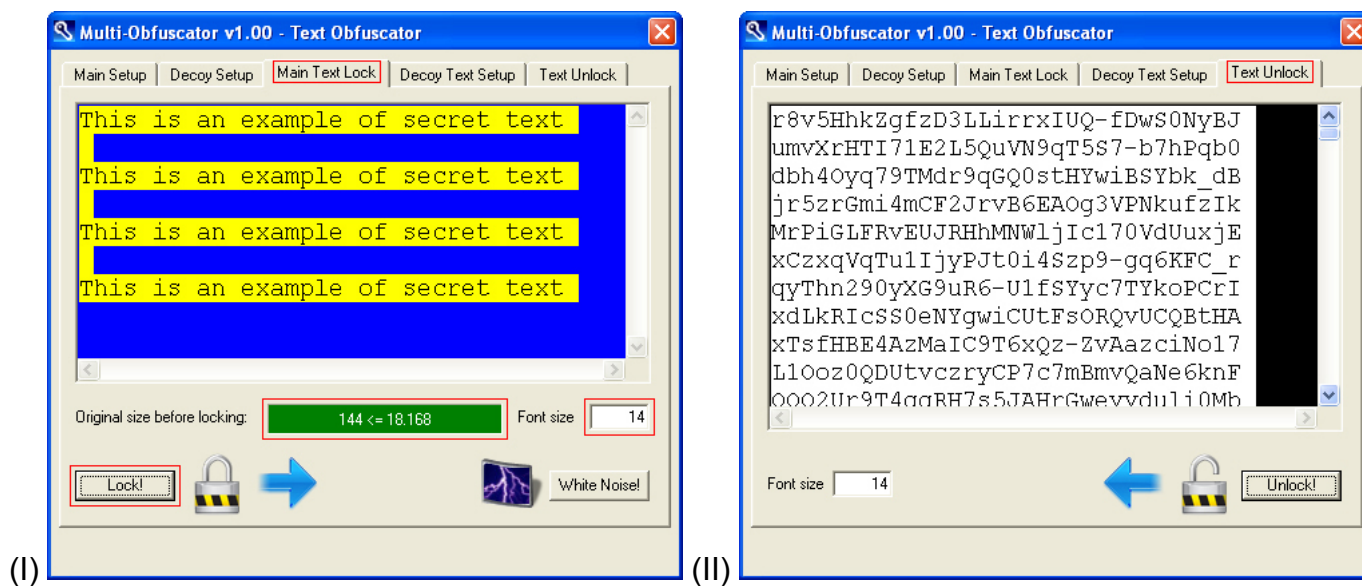 Multi-Obfuscator v1.00 - Text Obfuscator
Main Setup Decoy Setup Main Text Lock Decoy Text Setup Text Unlock
This is an example of secret text
This is an example of secret text
This is an example of secret text
This is an example of secret text
Original size before locking: 144 <= 18.168 Font size 14
Lock! White Noise!
(I)
Multi-Obfuscator v1.00 - Text Obfuscator
Main Setup Decoy Setup Main Text Lock Decoy Text Setup Text Unlock
r8v5HhkZgfzD3LLirrxIUQ-fDwS0NyBJ
umvXrHTI71E2L5QuVN9qT5S7-b7hPqb0
dbh4Oyq79TMdr9qGQ0stHYwiBSYbk_dB
jr5zrGmi4mCF2JrvB6EAOg3VPNkufzIk
MrPiGLFRvEUJRHhMNWljIc170VdUuxjE
xCzxqVqTu1IjyPJt0i4Szp9-gq6KFC_r
qyThn290yXG9uR6-U1fSYyc7TYkoPCrI
xdLkRIcSS0eNYgwiCUtFsORQvUCQBtHA
xTsfHBE4AzMaIC9T6xQz-ZvAazciNo17
L1Ooz0QDUtvczryCP7c7mBmvQaNe6knF
Font size 14
Unlock!
(II)